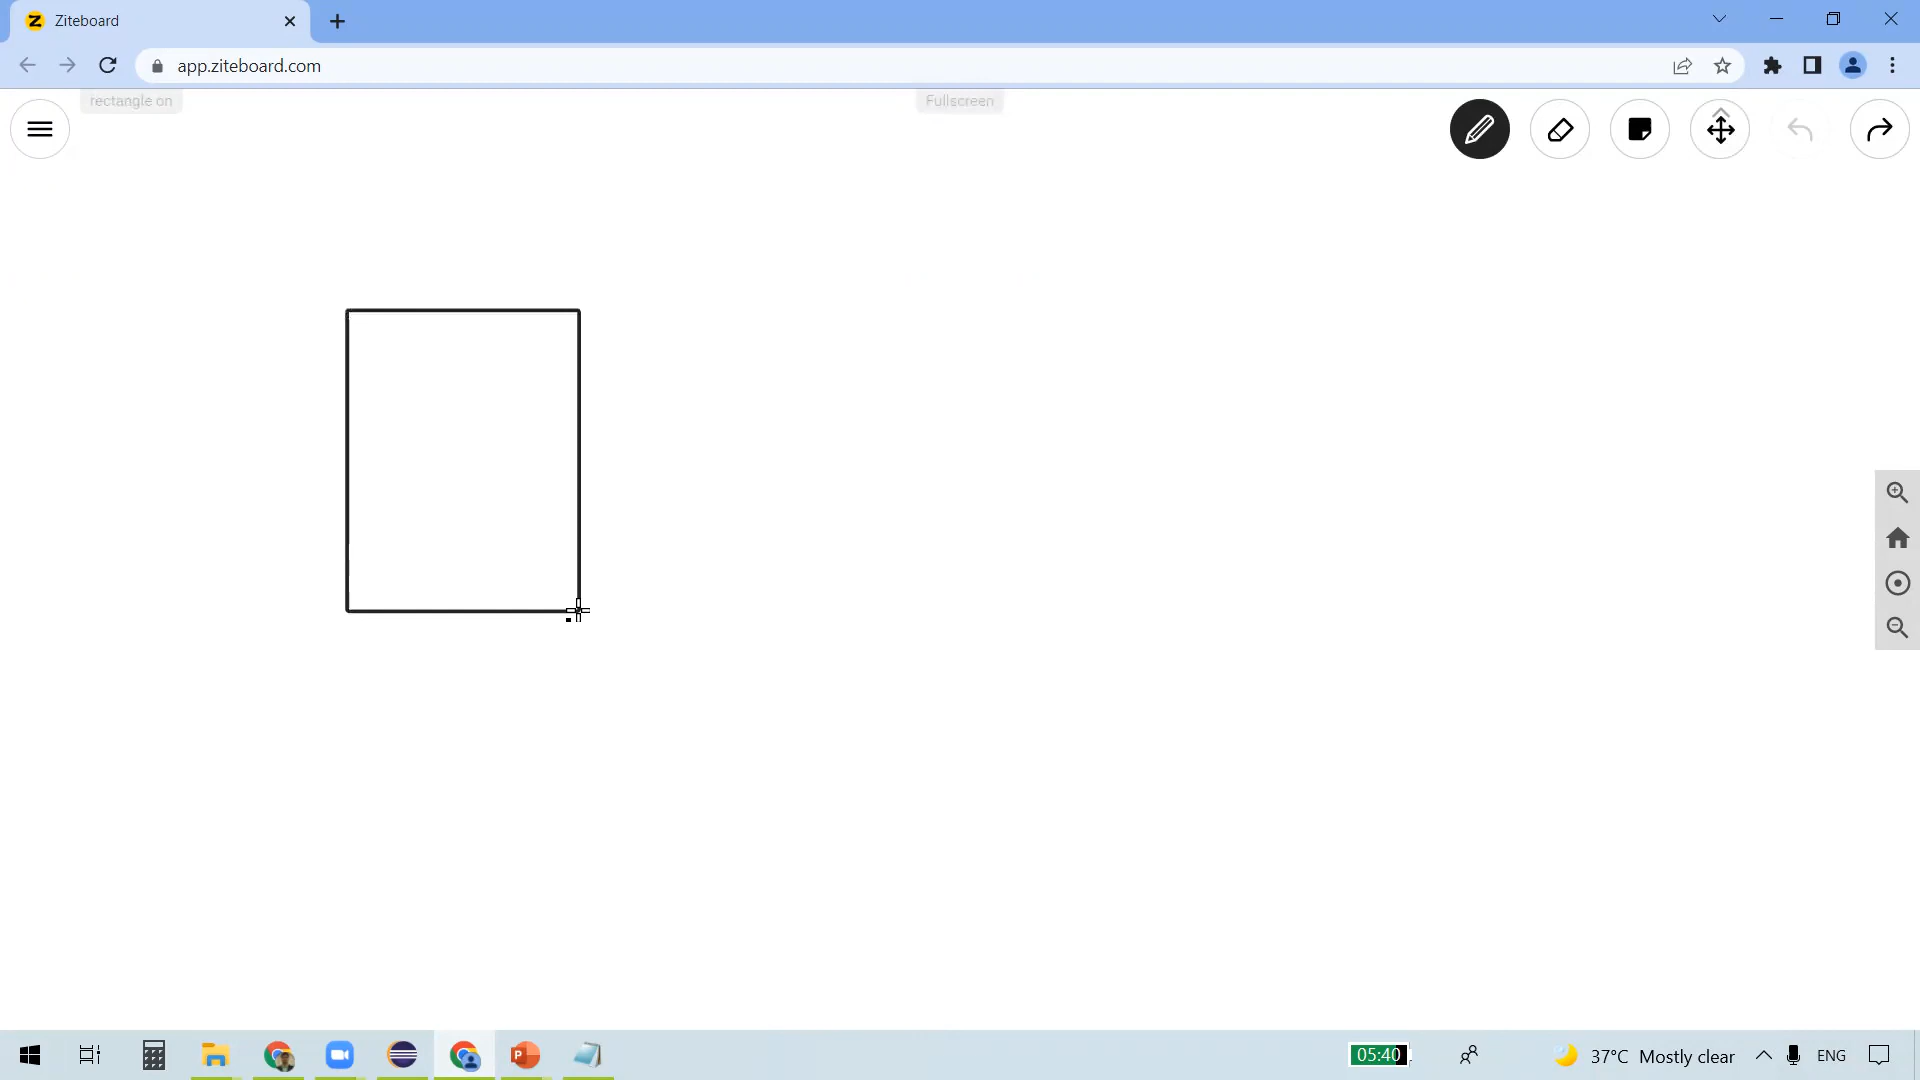 Ziteboard
app.ziteboard.com
rectangle on
Fullscreen
05:40
37°C Mostly clear
ENG